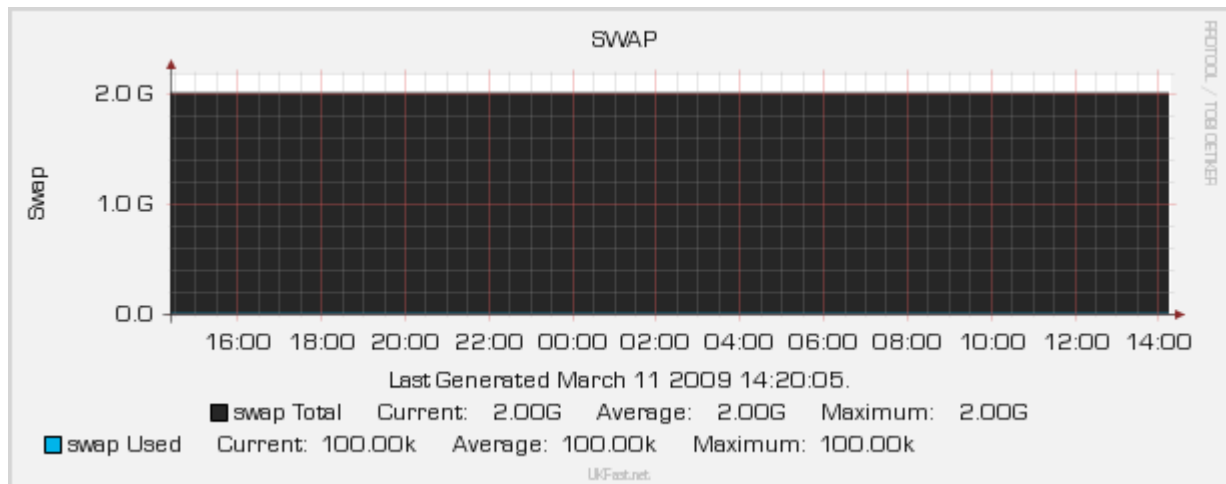 SWAP
RRDTOOL / TOBI OETIKER
Swap
2.0 G
1.0 G
0.0
16:00 18:00 20:00 22:00 00:00 02:00 04:00 06:00 08:00 10:00 12:00 14:00
Last Generated March 11 2009 14:20:05.
swap Total Current: 2.00G Average: 2.00G Maximum: 2.00G
swap Used Current: 100.00k Average: 100.00k Maximum: 100.00k
UKFast.net.